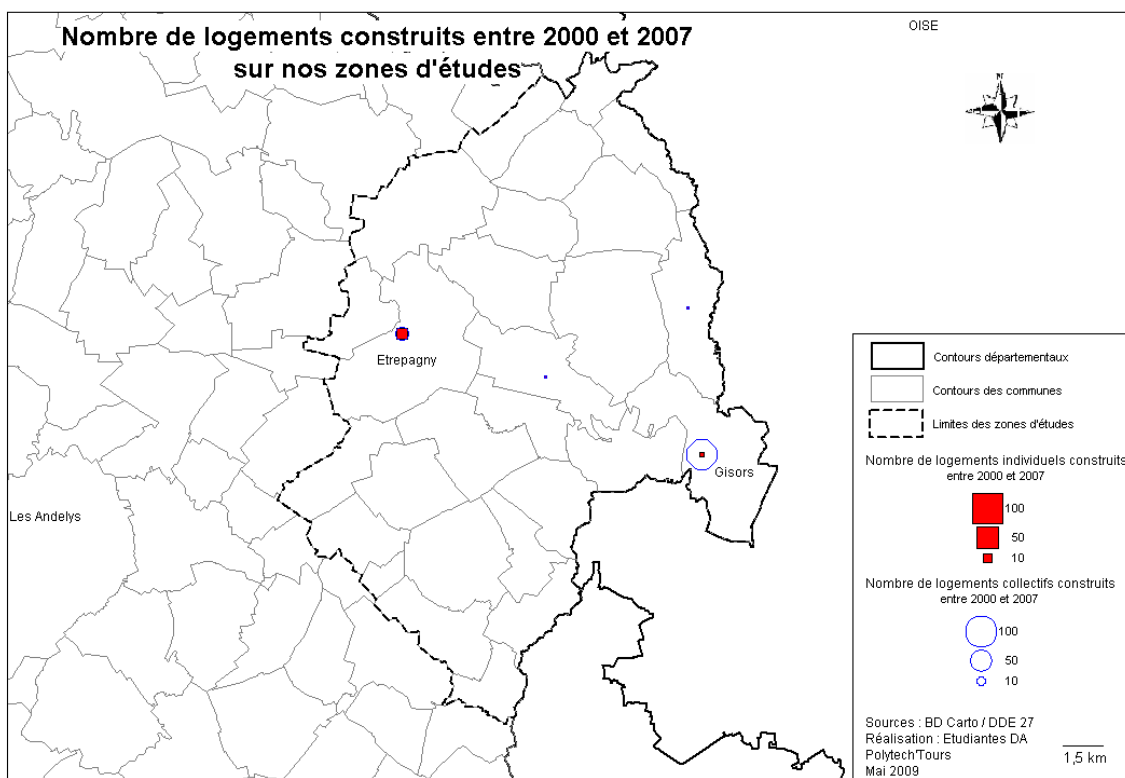 Nombre de logements construits entre 2000 et 2007
sur nos zones d'études
OISE
N
Etrepagny
Gisors
Les Andelys
Contours départementaux
Contours des communes
Limites des zones d'études
Nombre de logements individuels construits
entre 2000 et 2007
100
50
10
Nombre de logements collectifs construits
entre 2000 et 2007
100
50
10
Sources : BD Carto / DDE 27
Réalisation : Etudiantes DA
Polytech'Tours
Mai 2009
1,5 km